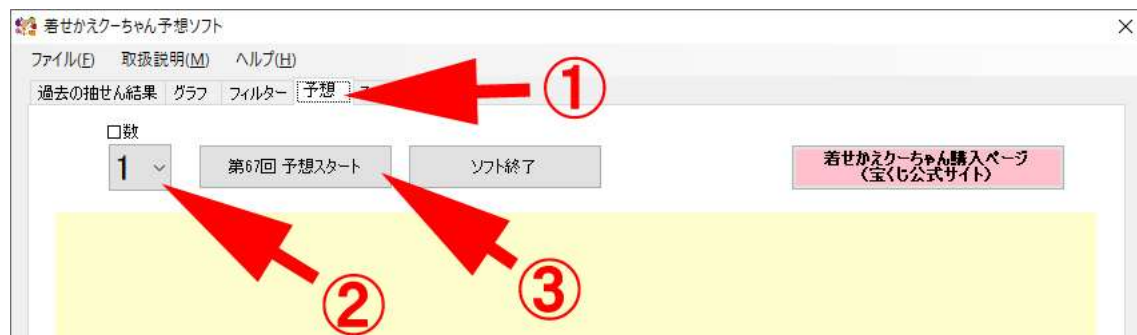 着せかえクーちゃん予想ソフト
ファイル(F) 取扱説明(M) ヘルプ(H)
過去の抽せん結果 グラフ フィルター 予想
①
口数
1
第67回 予想スタート
ソフト終了
着せかえクーちゃん購入ページ
(宝くじ公式サイト)
②
③